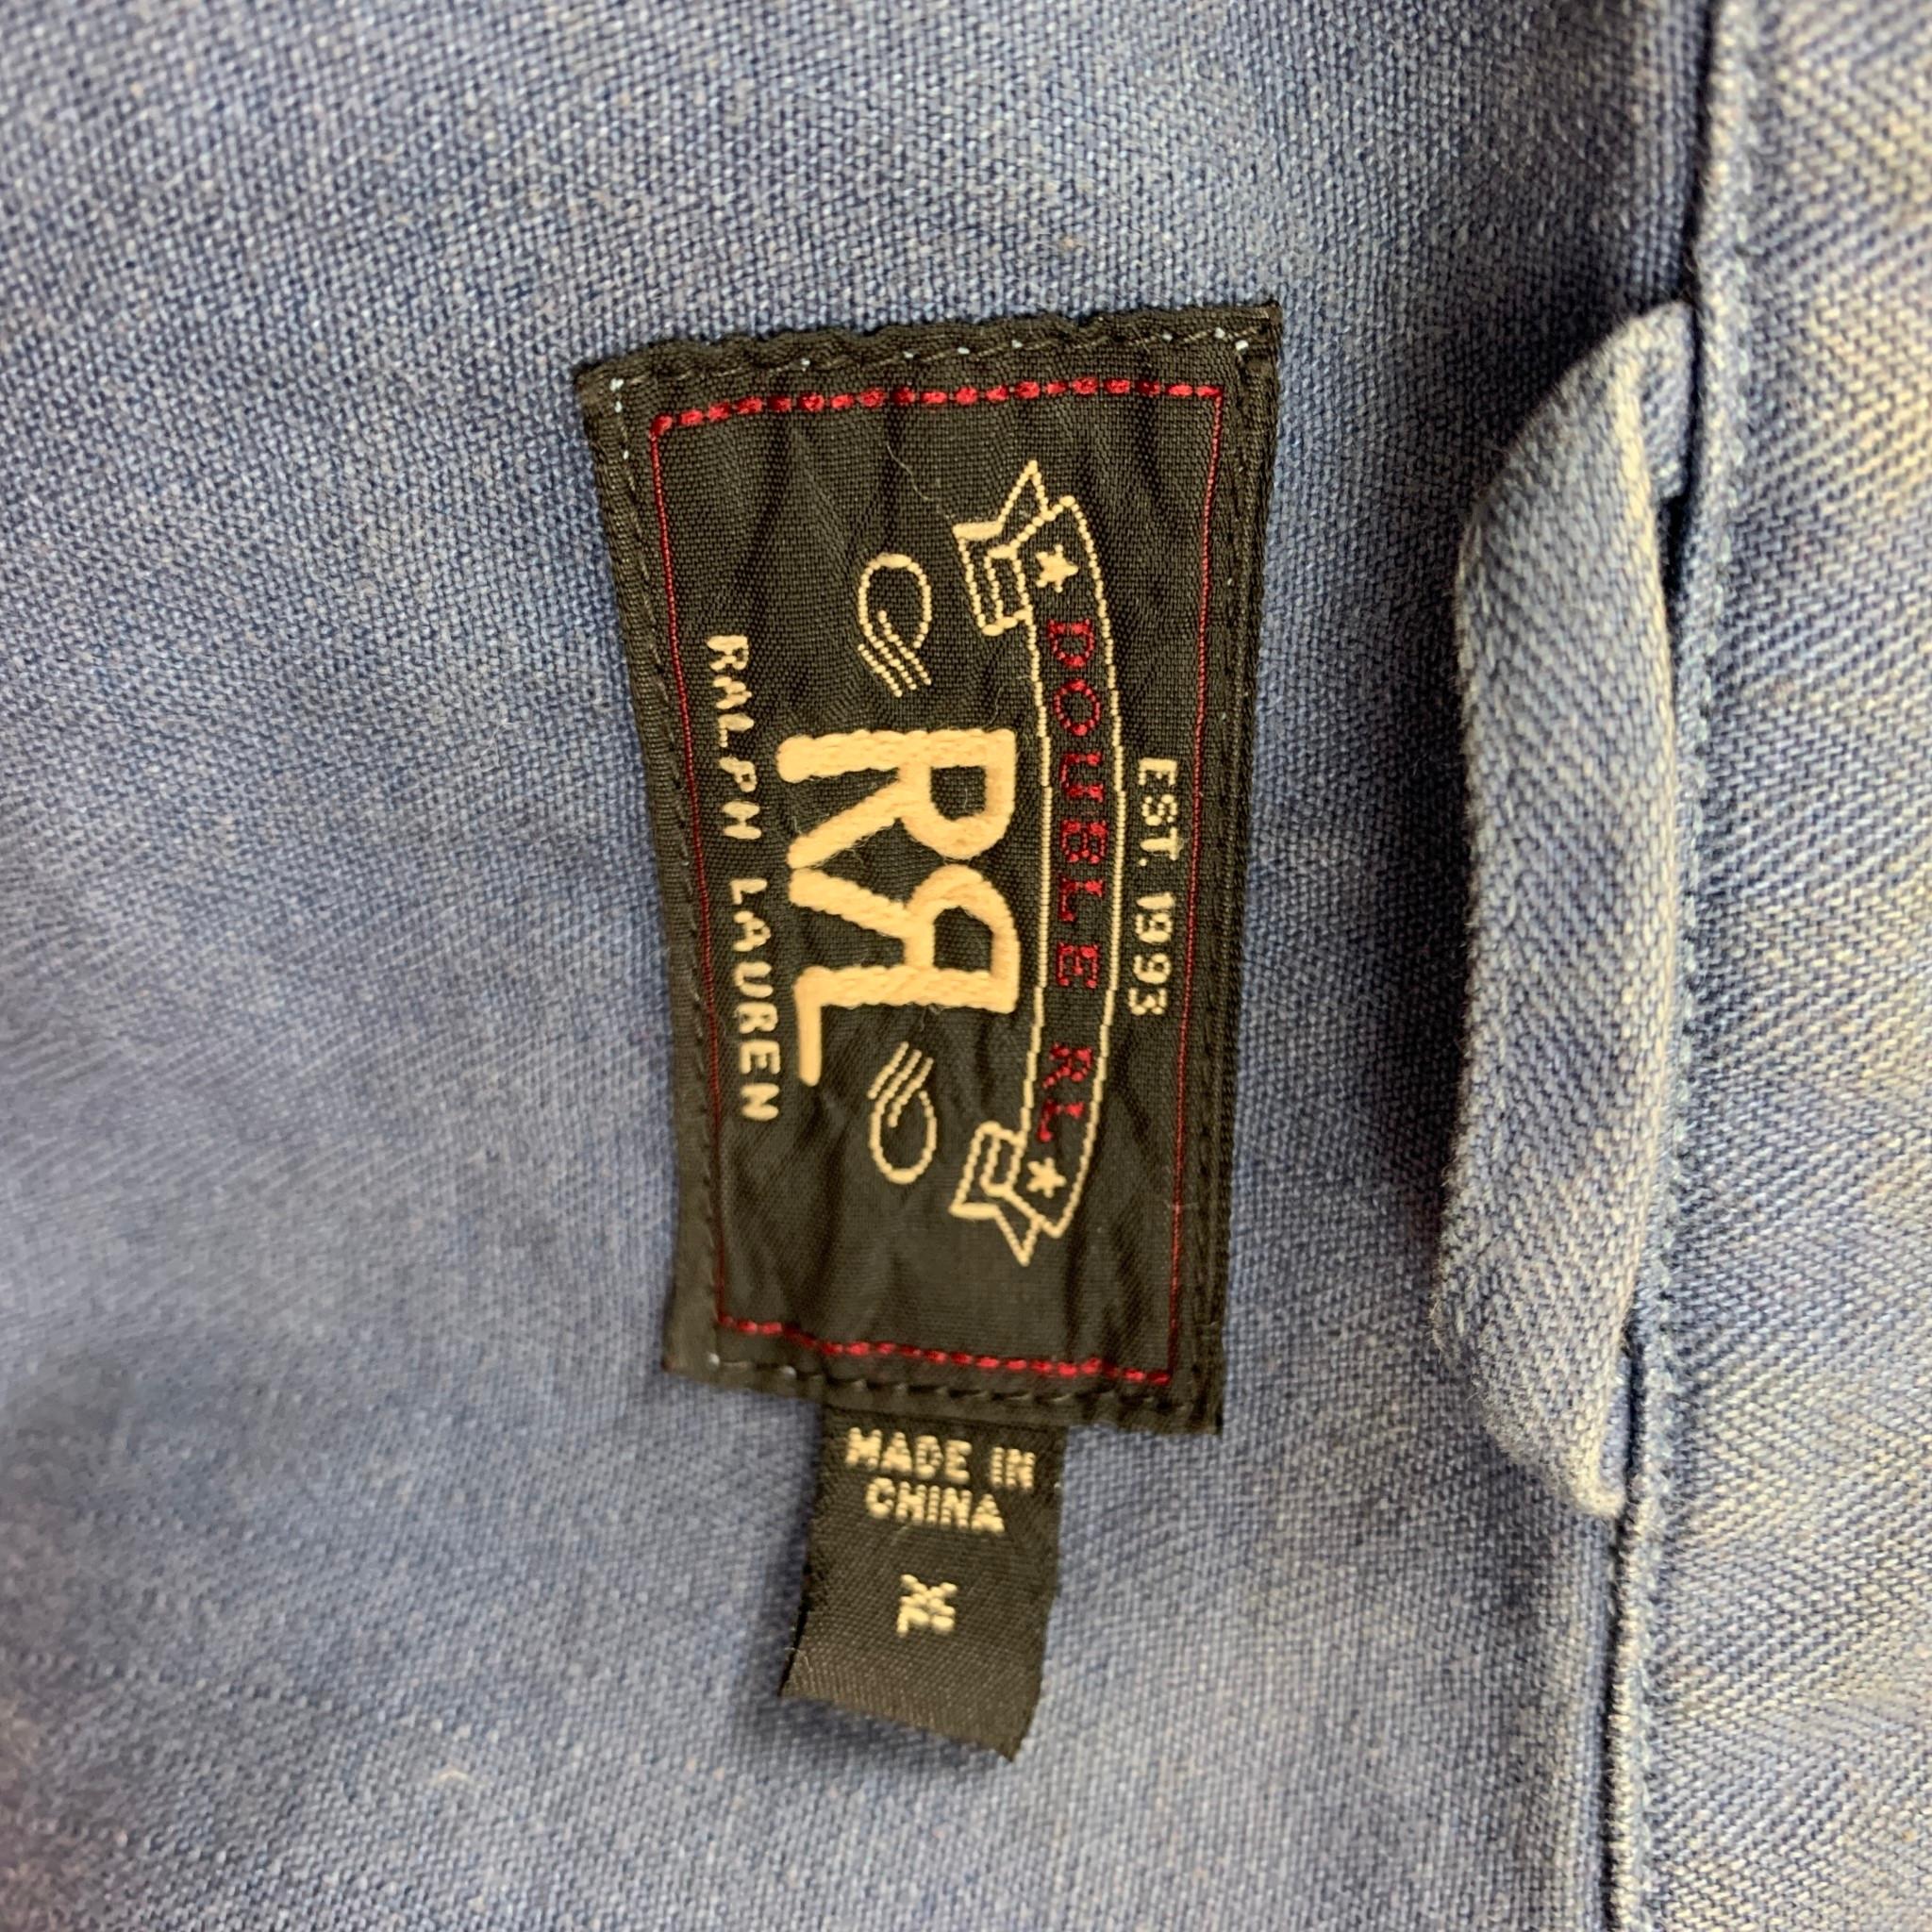 EST. 1993
DOUBLE RL
RRL
RALPH LAUREN
MADE IN
CHINA
XL